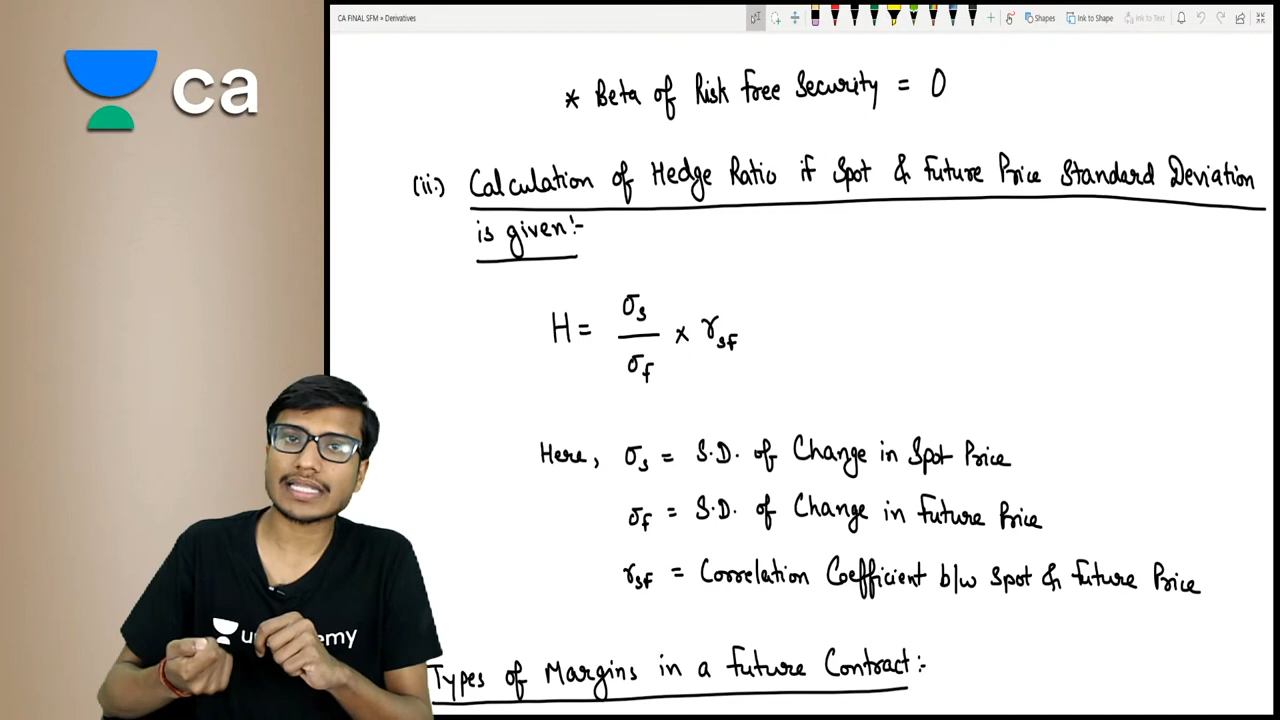 ca
CA FINAL SFM » Derivatives
Shapes
Ink to Shape
Ink to Text
* Beta of Risk free Security = 0
(ii) Calculation of Hedge Ratio if Spot & Future Price Standard Deviation
is given:-
H = σs / σf × rsf
Here, σs = S.D. of Change in Spot Price
σf = S.D. of Change in Future Price
rsf = Correlation Coefficient b/w Spot & Future Price
Types of Margins in a Future Contract:-